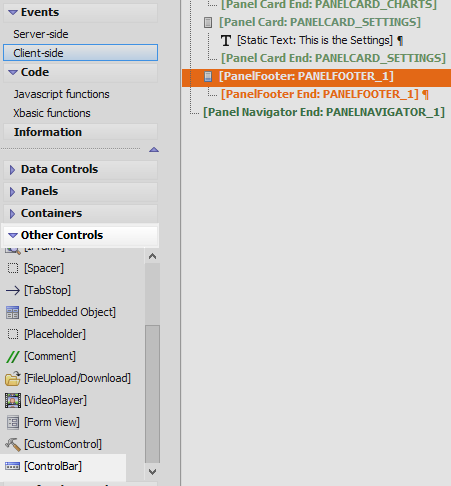 Events
Server-side
Client-side
Code
Javascript functions
Xbasic functions
Information
Data Controls
Panels
Containers
Other Controls
[IFrame]
[Spacer]
[TabStop]
[Embedded Object]
[Placeholder]
[Comment]
[FileUpload/Download]
[VideoPlayer]
[Form View]
[CustomControl]
[ControlBar]
[Panel Card End: PANELCARD_CHARTS]
[Panel Card: PANELCARD_SETTINGS]
[Static Text: This is the Settings] ¶
[Panel Card End: PANELCARD_SETTINGS]
[PanelFooter: PANELFOOTER_1]
[PanelFooter End: PANELFOOTER_1] ¶
[Panel Navigator End: PANELNAVIGATOR_1]